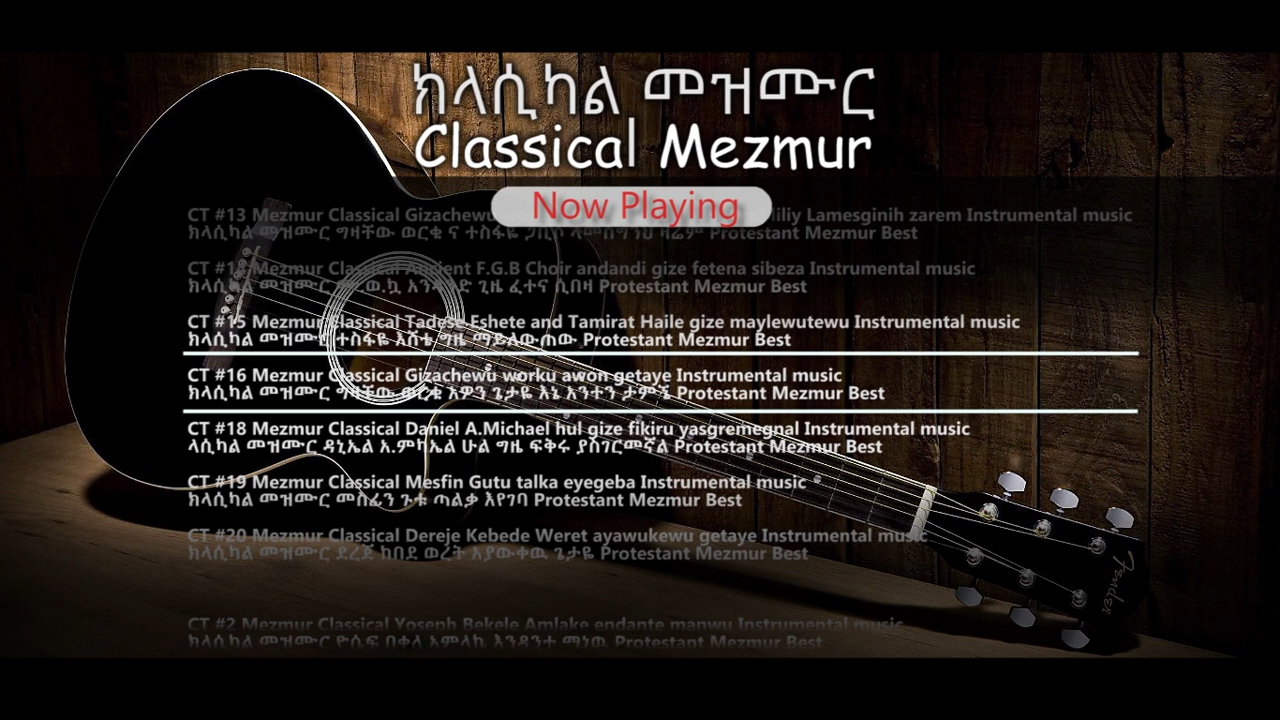 ክላሲካል መዝሙር
Classical Mezmur
Now Playing
CT #13 Mezmur Classical Gizachewu Lamesginih zarem Instrumental music
ክላሲካል መዝሙር ግዛቸው ወርቁ ና ተስፋዬ Protestant Mezmur Best
CT Mezmur Classical F.G.B Choir andandi gize fetena sibeza Instrumental music
ክላሲካል መዝሙር ጊዜ ፈተና ሲበዛ Protestant Mezmur Best
CT #15 Mezmur Classical Tadese Eshete and Tamirat Haile gize maylewutewu Instrumental music
ክላሲካል መዝሙር ተስፋዬ እሸቴ ግዜ ማይለውጠው Protestant Mezmur Best
CT #16 Mezmur Classical Gizachewu worku awon getaye Instrumental music
ክላሲካል መዝሙር ግዛቸው ወርቁ አዎን ጌታዬ እኔ አንተን ታምኜ Protestant Mezmur Best
CT #18 Mezmur Classical Daniel A.Michael hul gize fikiru yasgremegnal Instrumental music
ላሲካል መዝሙር ዳኒኤል አ.ምካኤል ሁል ግዜ ፍቅሩ ያስገርመኛል Protestant Mezmur Best
CT #19 Mezmur Classical Mesfin Gutu talka eyegeba Instrumental music
ክላሲካል መዝሙር መስፊን ጉቱ ጣልቃ እየገባ Protestant Mezmur Best
CT #20 Mezmur Classical Dereje Kebede Weret ayawukewu getaye Instrumental music
ክላሲካል መዝሙር ደረጀ ከበደ ወረት አያውቀዉ ጌታዬ Protestant Mezmur Best
CT #2 Mezmur Classical Yoseph Bekele Amlake endante manwu Instrumental music
ክላሲካል መዝሙር ዮሴፍ በቀለ አምላኬ እንዳንተ ማነዉ Protestant Mezmur Best
Fender